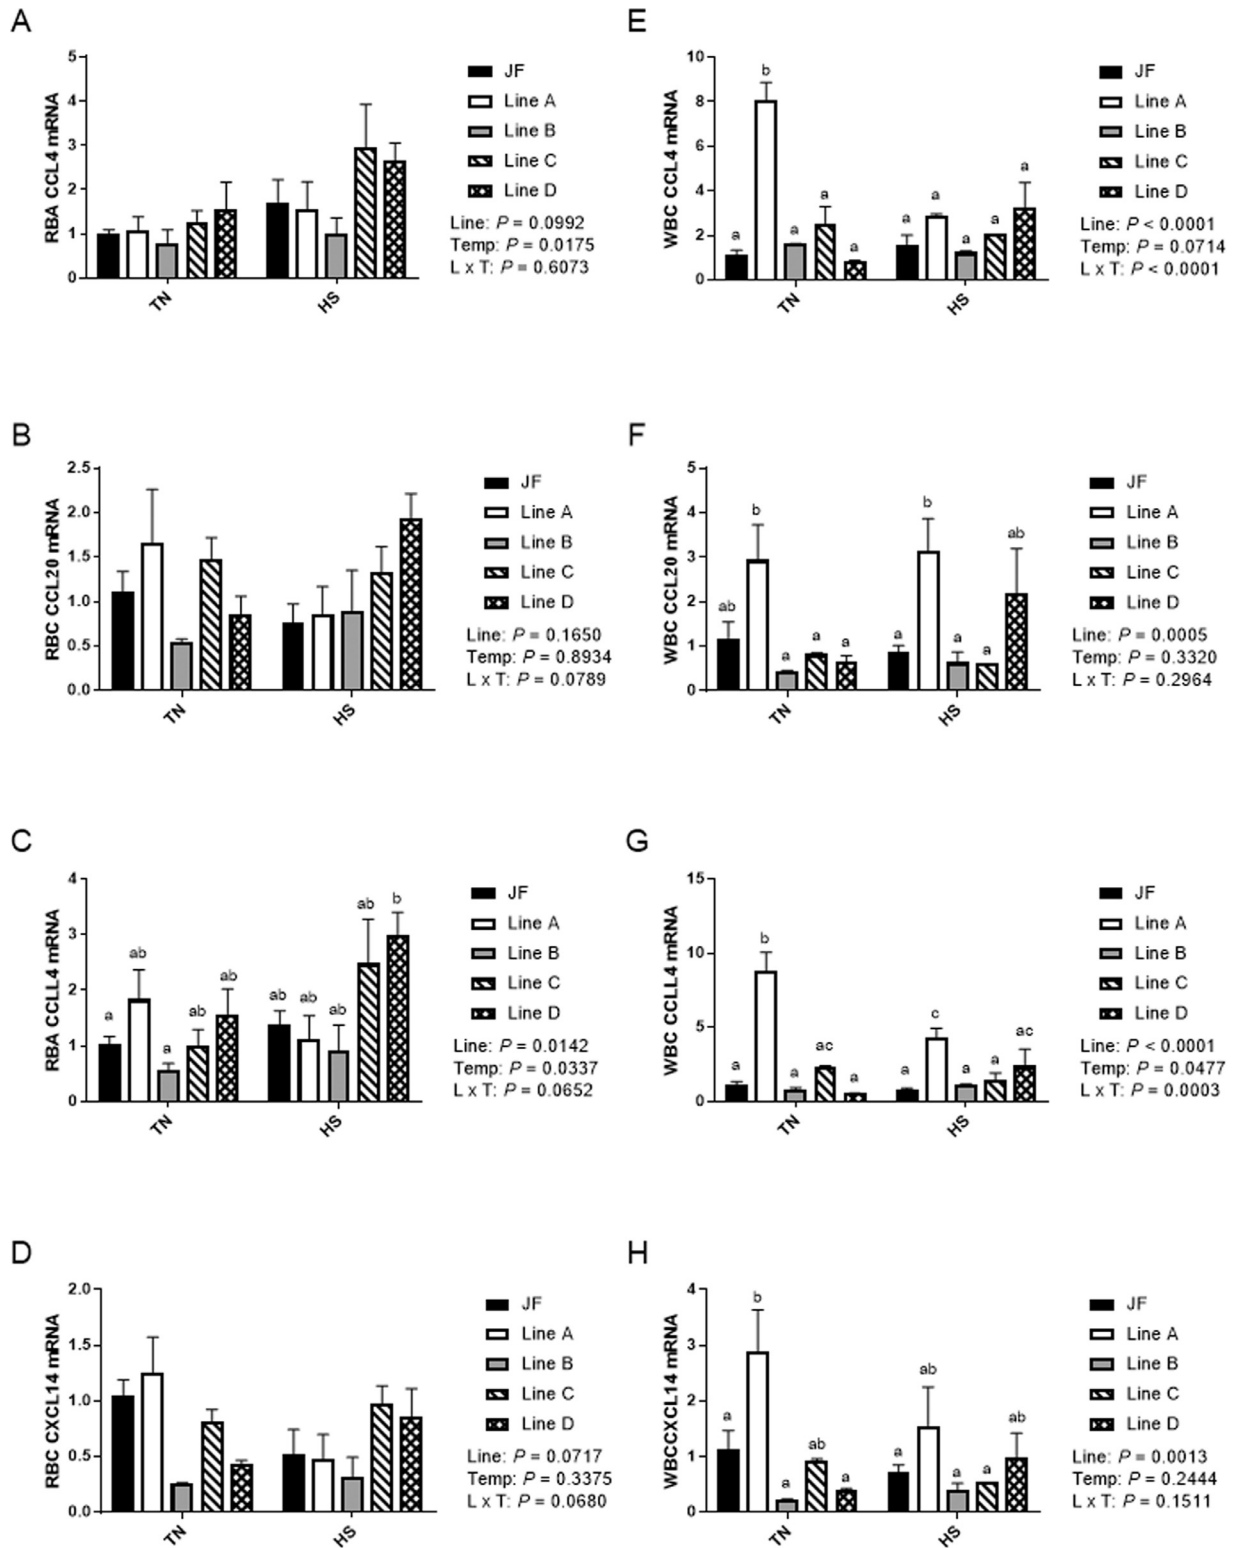 A
RBA CCL4 mRNA
5
4
3
2
1
0
TN
HS
JF
Line A
Line B
Line C
Line D
Line: P = 0.0992
Temp: P = 0.0175
L x T: P = 0.6073
E
WBC CCL4 mRNA
10
8
6
4
2
0
a
b
a
a
a
a
a
a
a
a
TN
HS
JF
Line A
Line B
Line C
Line D
Line: P < 0.0001
Temp: P = 0.0714
L x T: P < 0.0001
B
RBC CCL20 mRNA
2.5
2.0
1.5
1.0
0.5
0.0
TN
HS
JF
Line A
Line B
Line C
Line D
Line: P = 0.1650
Temp: P = 0.8934
L x T: P = 0.0789
F
WBC CCL20 mRNA
5
4
3
2
1
0
ab
b
a
a
a
a
b
a
a
ab
TN
HS
JF
Line A
Line B
Line C
Line D
Line: P = 0.0005
Temp: P = 0.3320
L x T: P = 0.2964
C
RBA CCLL4 mRNA
4
3
2
1
0
a
ab
a
ab
ab
ab
ab
ab
ab
b
TN
HS
JF
Line A
Line B
Line C
Line D
Line: P = 0.0142
Temp: P = 0.0337
L x T: P = 0.0652
G
WBC CCLL4 mRNA
15
10
5
0
a
b
a
ac
a
a
c
a
a
ac
TN
HS
JF
Line A
Line B
Line C
Line D
Line: P < 0.0001
Temp: P = 0.0477
L x T: P = 0.0003
D
RBC CXCL14 mRNA
2.0
1.5
1.0
0.5
0.0
TN
HS
JF
Line A
Line B
Line C
Line D
Line: P = 0.0717
Temp: P = 0.3375
L x T: P = 0.0680
H
WBCCXCL14 mRNA
4
3
2
1
0
a
b
a
ab
a
a
ab
a
a
ab
TN
HS
JF
Line A
Line B
Line C
Line D
Line: P = 0.0013
Temp: P = 0.2444
L x T: P = 0.1511